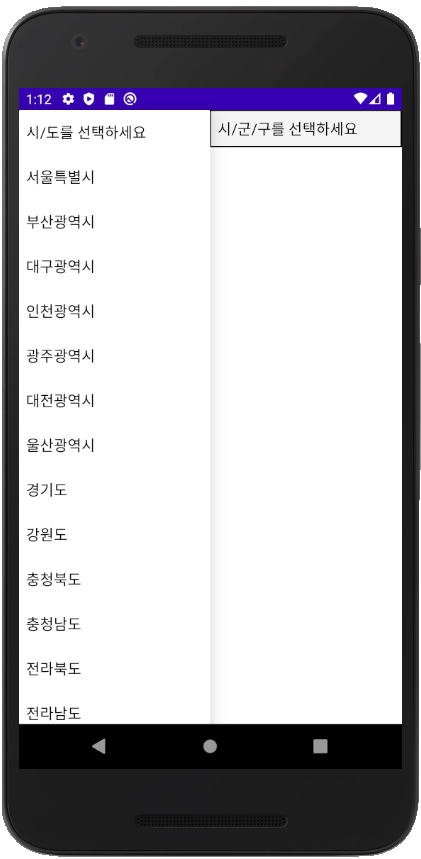 1:12
시/도를 선택하세요
시/군/구를 선택하세요
서울특별시
부산광역시
대구광역시
인천광역시
광주광역시
대전광역시
울산광역시
경기도
강원도
충청북도
충청남도
전라북도
전라남도